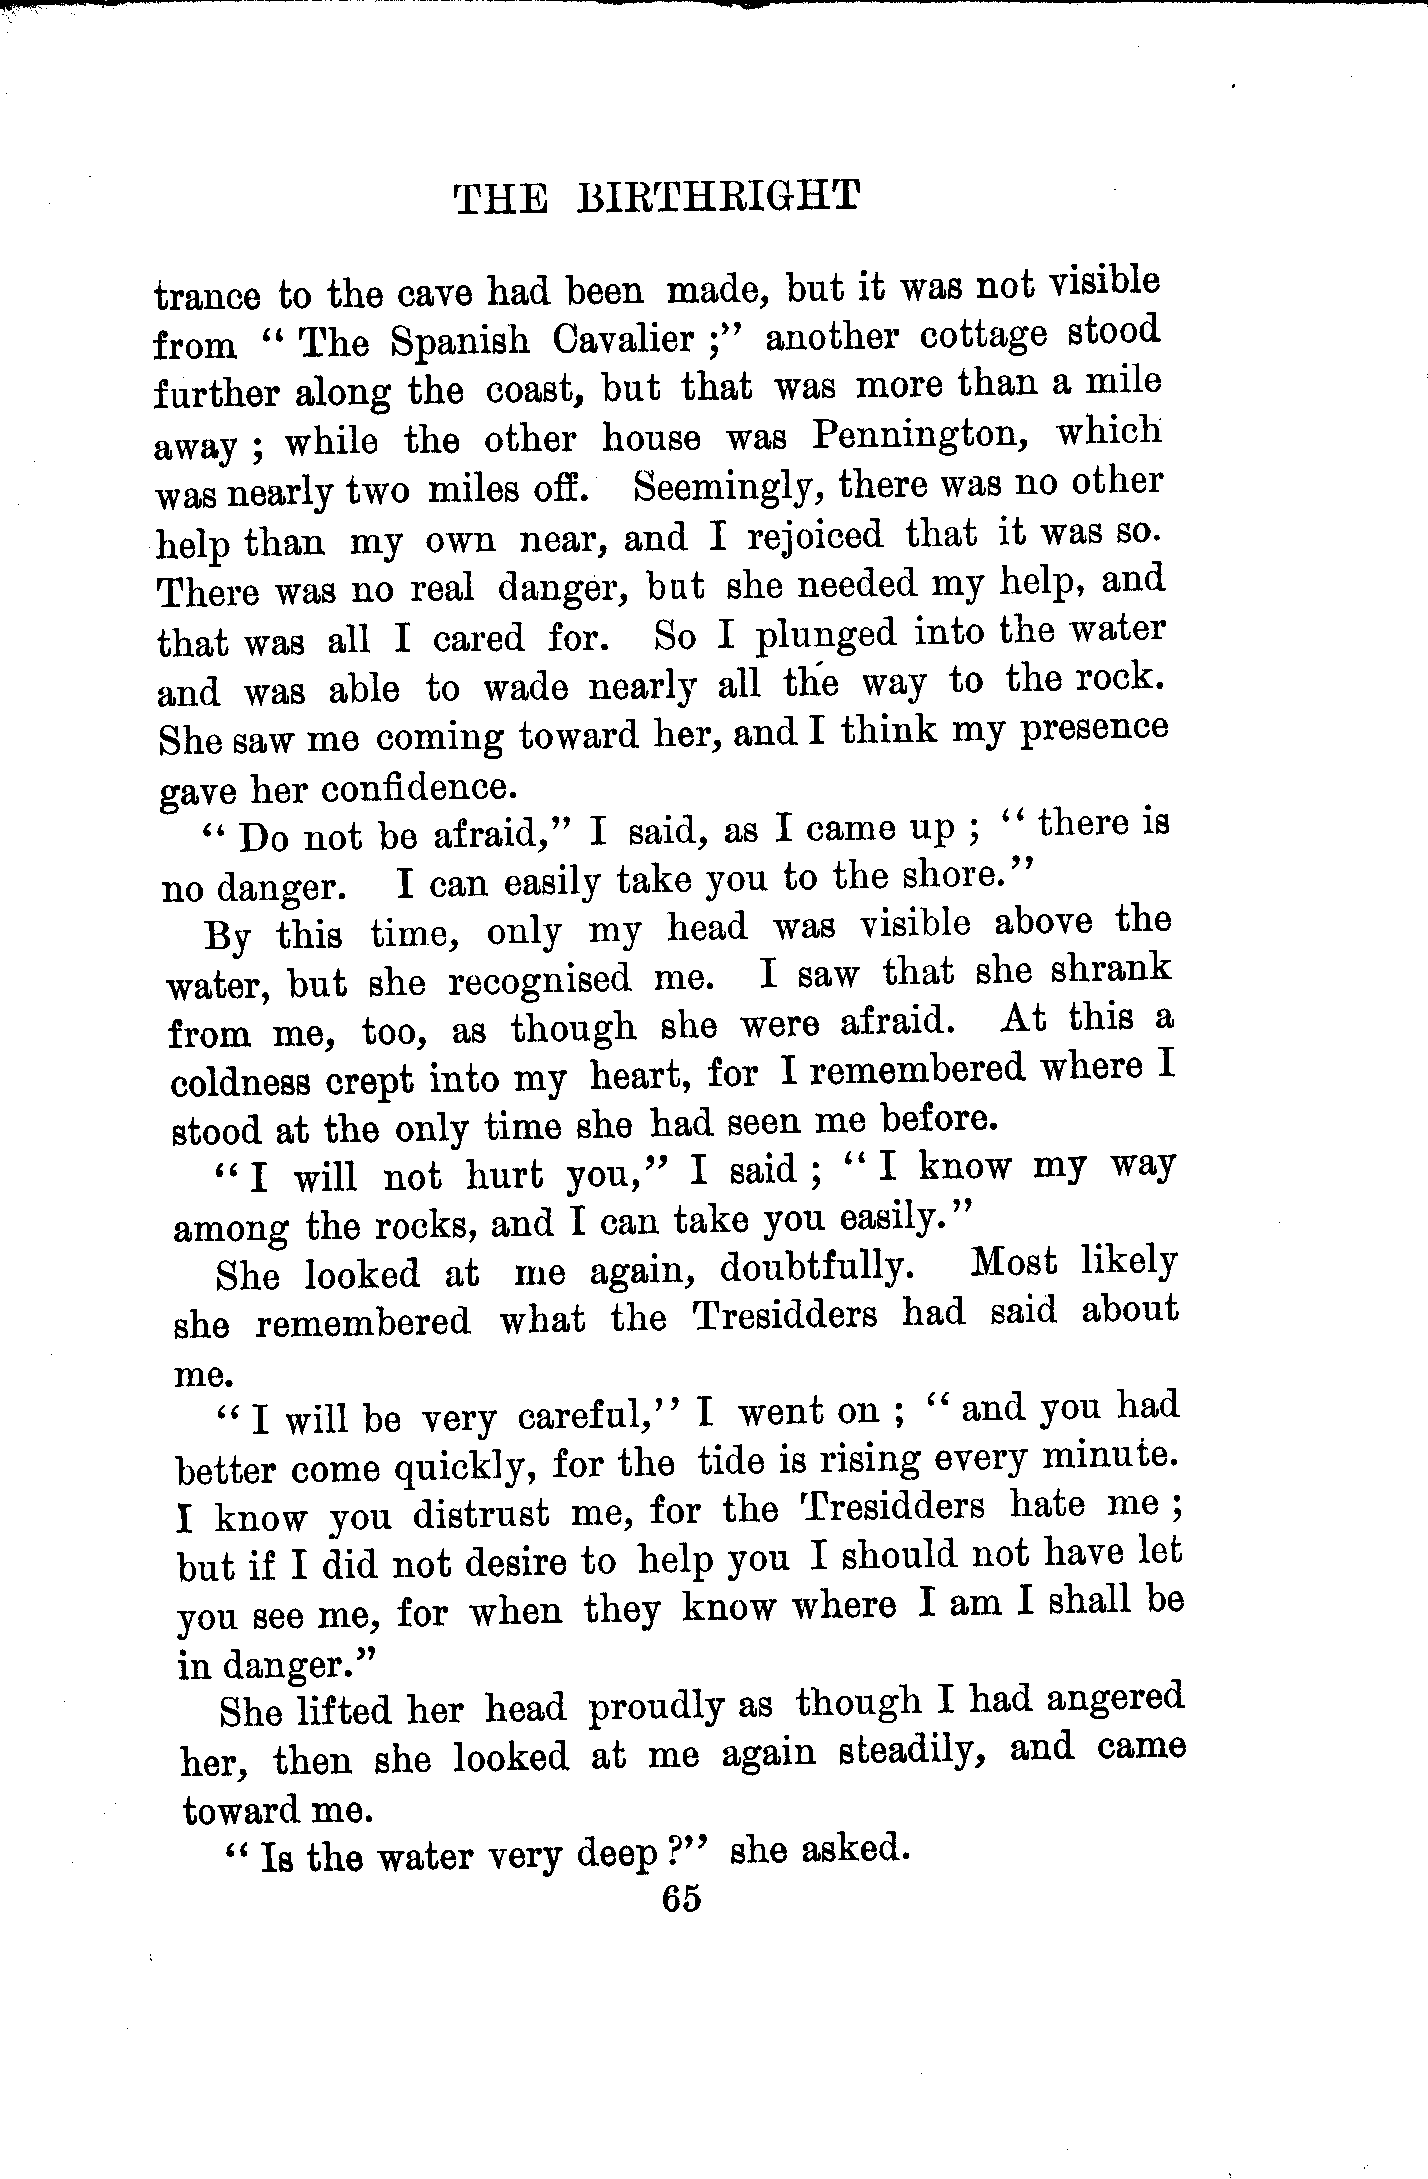 THE BIRTHRIGHT
trance to the cave had been made, but it was not visible
from “ The Spanish Cavalier ;” another cottage stood
further along the coast, but that was more than a mile
away ; while the other house was Pennington, which
was nearly two miles off. Seemingly, there was no other
help than my own near, and I rejoiced that it was so.
There was no real danger, but she needed my help, and
that was all I cared for. So I plunged into the water
and was able to wade nearly all the way to the rock.
She saw me coming toward her, and I think my presence
gave her confidence.
“ Do not be afraid,” I said, as I came up ; “ there is
no danger. I can easily take you to the shore.”
By this time, only my head was visible above the
water, but she recognised me. I saw that she shrank
from me, too, as though she were afraid. At this a
coldness crept into my heart, for I remembered where I
stood at the only time she had seen me before.
“ I will not hurt you,” I said ; “ I know my way
among the rocks, and I can take you easily.”
She looked at me again, doubtfully. Most likely
she remembered what the Tresidders had said about
me.
“ I will be very careful,” I went on ; “ and you had
better come quickly, for the tide is rising every minute.
I know you distrust me, for the Tresidders hate me ;
but if I did not desire to help you I should not have let
you see me, for when they know where I am I shall be
in danger.”
She lifted her head proudly as though I had angered
her, then she looked at me again steadily, and came
toward me.
“ Is the water very deep ?” she asked.
65